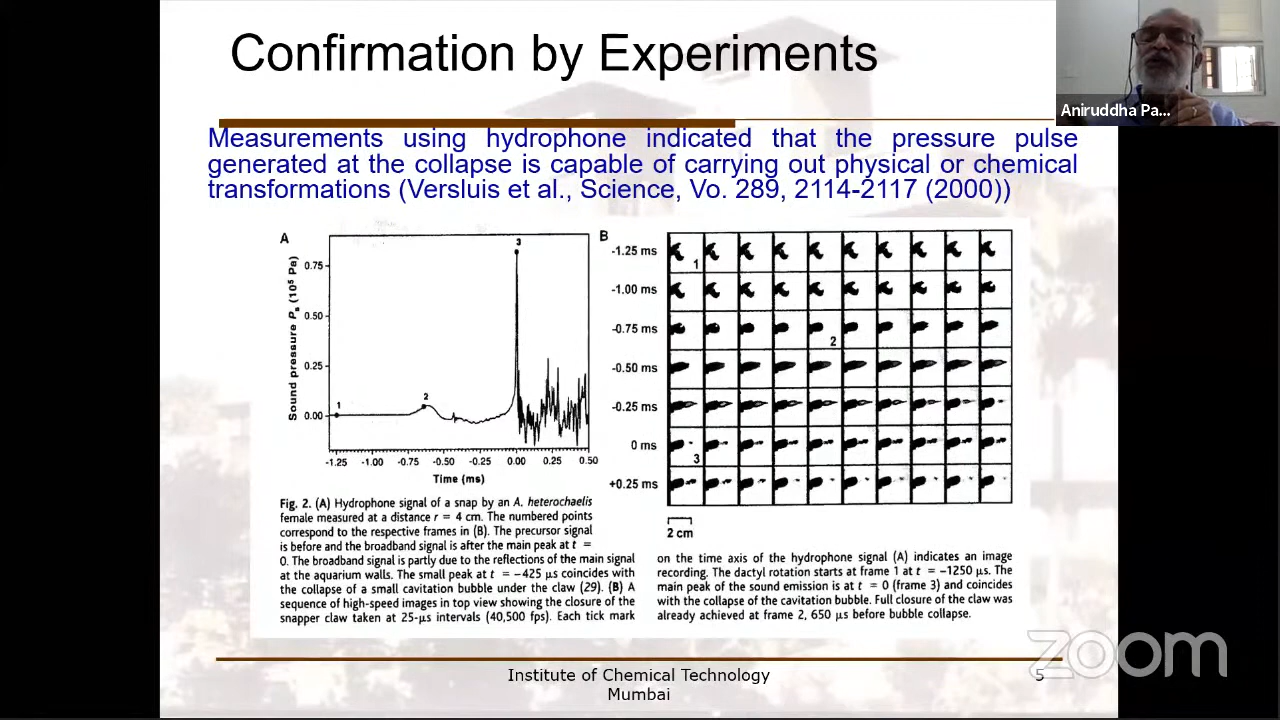 Confirmation by Experiments
Aniruddha Pa...
Measurements using hydrophone indicated that the pressure pulse
generated at the collapse is capable of carrying out physical or chemical
transformations (Versluis et al., Science, Vo. 289, 2114-2117 (2000))
A
Sound pressure Ps (10⁵ Pa)
0.75
0.50
0.25
0.00
1
2
3
-1.25 -1.00 -0.75 -0.50 -0.25 0.00 0.25 0.50
Time (ms)
B
-1.25 ms
1
-1.00 ms
-0.75 ms
2
-0.50 ms
-0.25 ms
0 ms
3
+0.25 ms
2 cm
Fig. 2. (A) Hydrophone signal of a snap by an A. heterochaelis
female measured at a distance r = 4 cm. The numbered points
correspond to the respective frames in (B). The precursor signal
is before and the broadband signal is after the main peak at t =
0. The broadband signal is partly due to the reflections of the main signal
at the aquarium walls. The small peak at t = −425 μs coincides with
the collapse of a small cavitation bubble under the claw (29). (B) A
sequence of high-speed images in top view showing the closure of the
snapper claw taken at 25-μs intervals (40,500 fps). Each tick mark
on the time axis of the hydrophone signal (A) indicates an image
recording. The dactyl rotation starts at frame 1 at t = −1250 μs. The
main peak of the sound emission is at t = 0 (frame 3) and coincides
with the collapse of the cavitation bubble. Full closure of the claw was
already achieved at frame 2, 650 μs before bubble collapse.
Institute of Chemical Technology
Mumbai
5
zoom